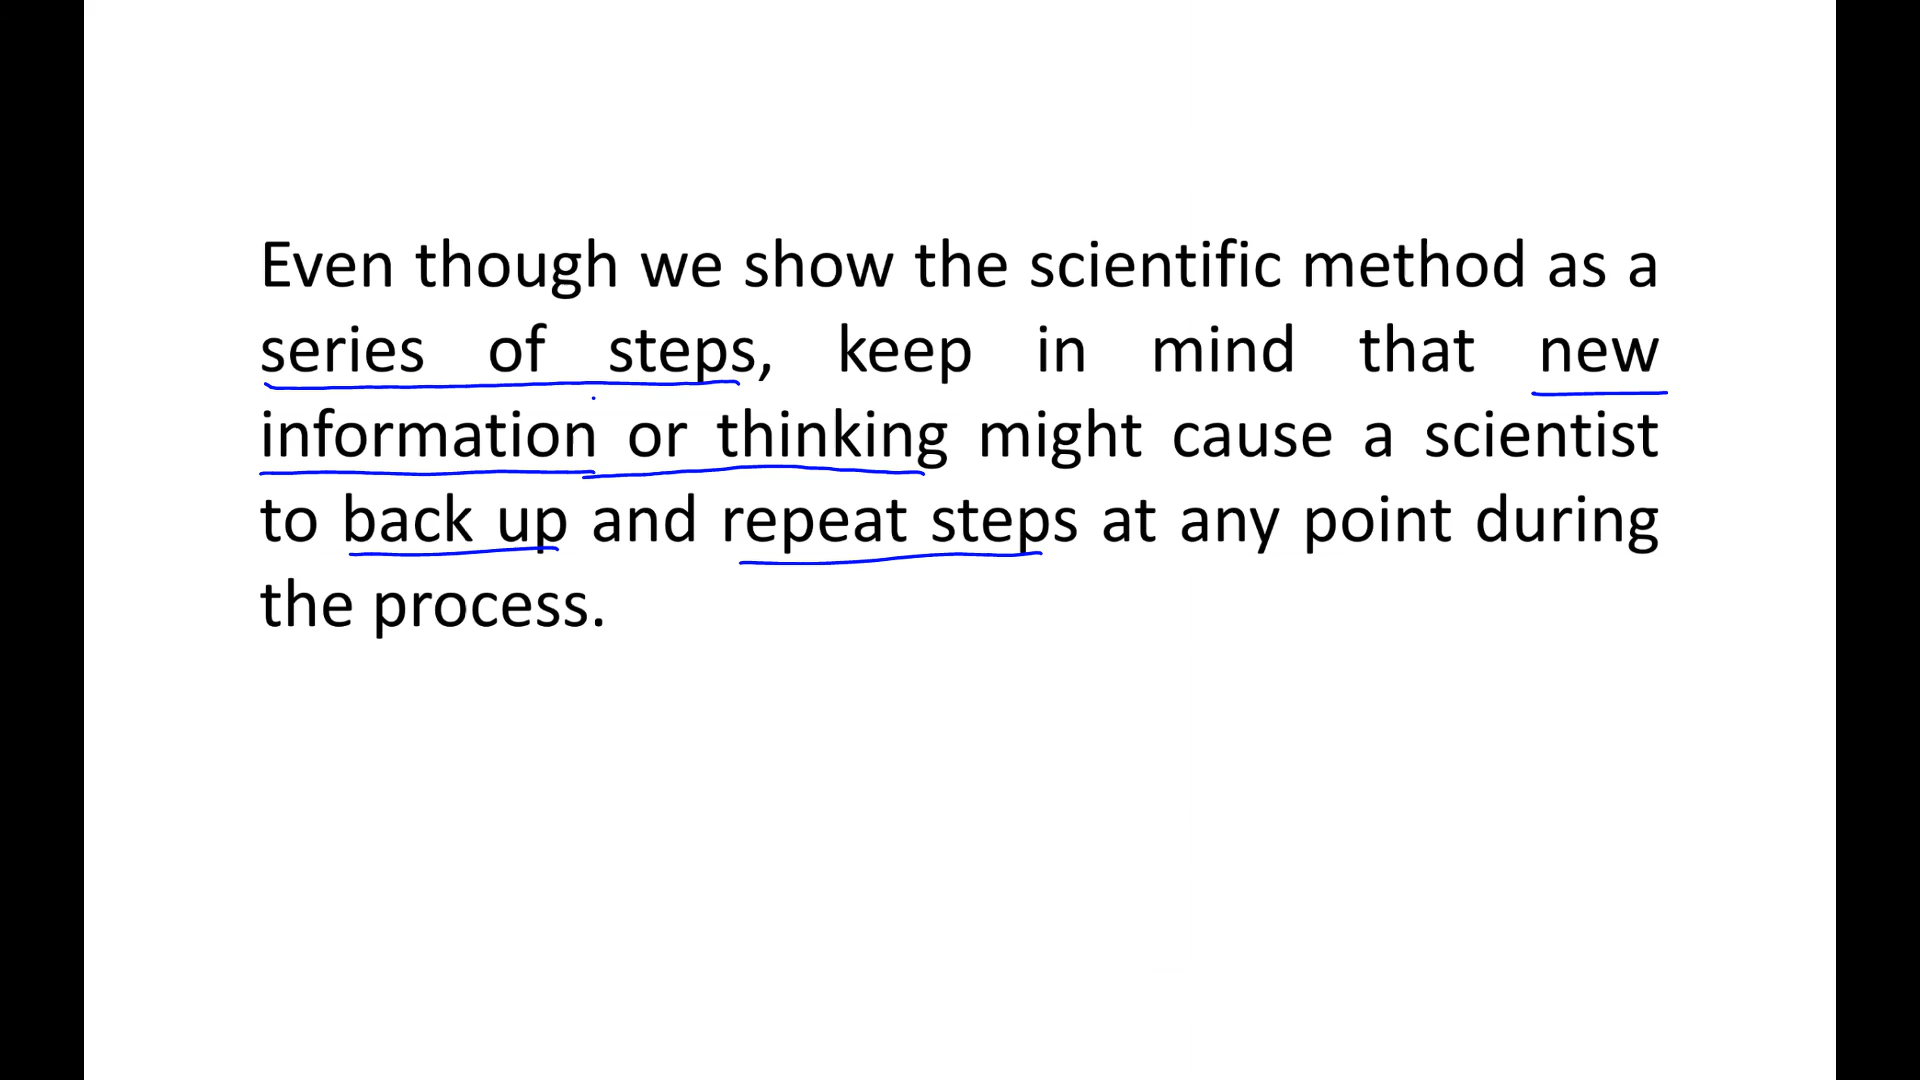 Even though we show the scientific method as a
series of steps, keep in mind that new
information or thinking might cause a scientist
to back up and repeat steps at any point during
the process.